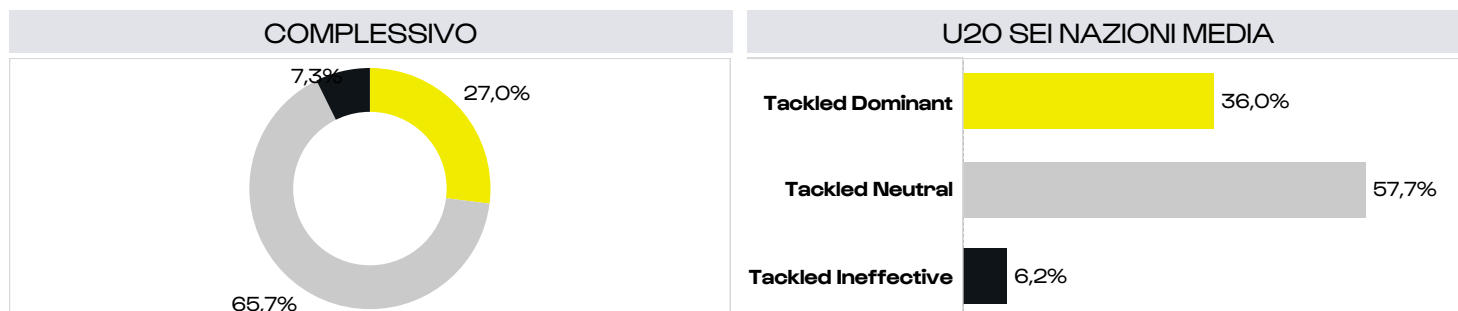 COMPLESSIVO
7,3%
27,0%
65,7%
U20 SEI NAZIONI MEDIA
Tackled Dominant 36,0%
Tackled Neutral 57,7%
Tackled Ineffective 6,2%